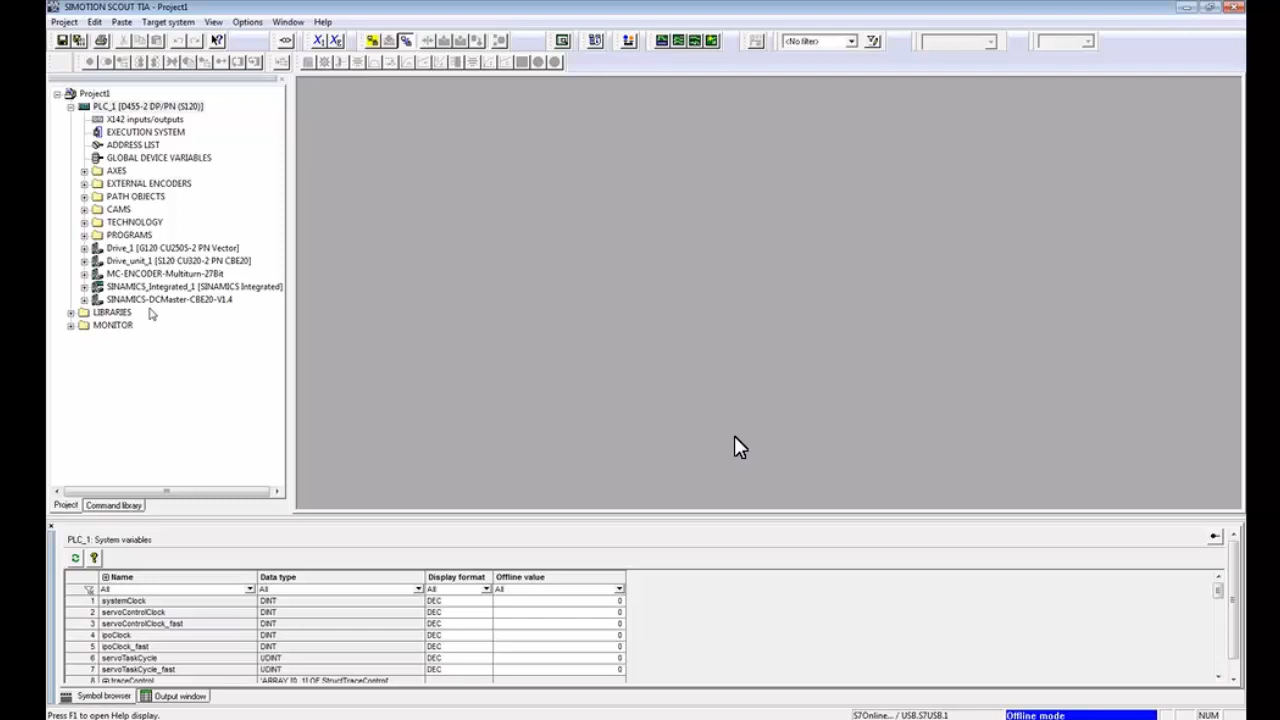 SIMOTION SCOUT TIA - Project1
Project Edit Paste Target system View Options Window Help
<No filter>
Project1
PLC_1 [D455-2 DP/PN (S120)]
X142 inputs/outputs
EXECUTION SYSTEM
ADDRESS LIST
GLOBAL DEVICE VARIABLES
AXES
EXTERNAL ENCODERS
PATH OBJECTS
CAMS
TECHNOLOGY
PROGRAMS
Drive_1 [G120 CU250S-2 PN Vector]
Drive_unit_1 [S120 CU320-2 PN CBE20]
MC-ENCODER-Multiturn-27Bit
SINAMICS_Integrated_1 [SINAMICS Integrated]
SINAMICS-DCMaster-CBE20-V1.4
LIBRARIES
MONITOR
Project Command library
PLC_1: System variables
Name Data type Display format Offline value
All All All All
1 systemClock DINT DEC 0
2 servoControlClock DINT DEC 0
3 servoControlClock_fast DINT DEC 0
4 ipoClock DINT DEC 0
5 ipoClock_fast DINT DEC 0
6 servoTaskCycle UDINT DEC 0
7 servoTaskCycle_fast UDINT DEC 0
8 traceControl 'ARRAY [0..1] OF StructTraceControl'
Symbol browser Output window
Press F1 to open Help display. S7Online... / USB.S7USB.1 Offline mode NUM